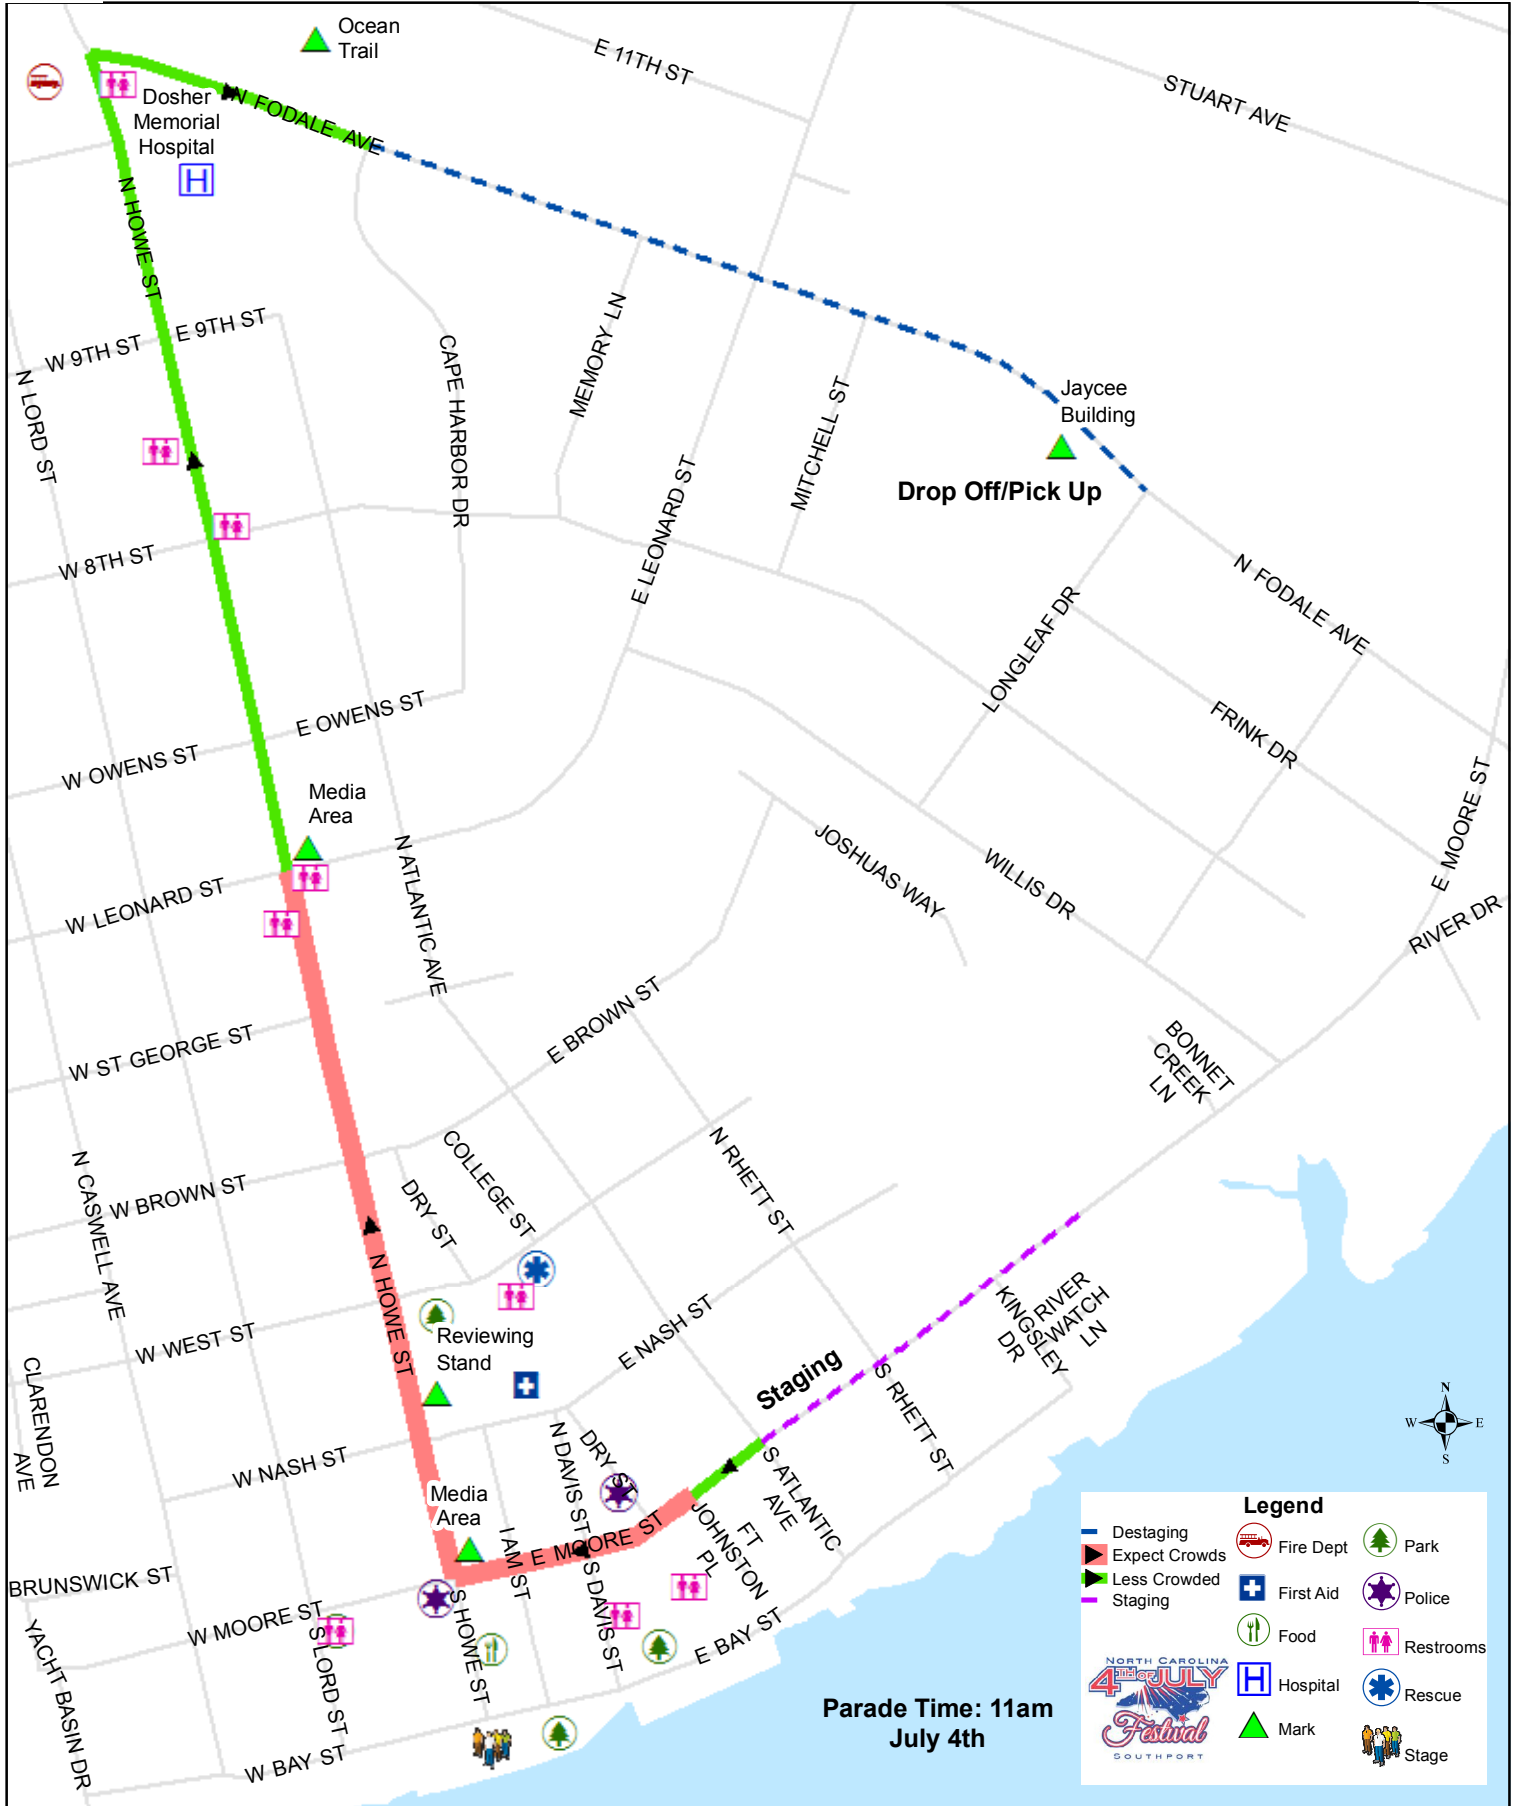 Ocean
Trail
E 11TH ST
STUART AVE
Dosher
Memorial
Hospital
N FODALE AVE
H
N HOWE ST
W 9TH ST
E 9TH ST
N LORD ST
CAPE HARBOR DR
MEMORY LN
MITCHELL ST
Jaycee
Building
Drop Off/Pick Up
E LEONARD ST
W 8TH ST
N FODALE AVE
LONGLEAF DR
E OWENS ST
W OWENS ST
FRINK DR
E MOORE ST
Media
Area
N ATLANTIC AVE
JOSHUAS WAY
WILLIS DR
W LEONARD ST
RIVER DR
E BROWN ST
W ST GEORGE ST
BONNET
CREEK
LN
COLLEGE ST
N RHETT ST
N CASWELL AVE
W BROWN ST
DRY ST
N HOWE ST
RIVER
WATCH
LN
KINGSLEY
DR
Reviewing
Stand
E NASH ST
W WEST ST
Staging
S RHETT ST
CLARENDON
AVE
N
W
E
S
W NASH ST
N DAVIS ST
DRY ST
S ATLANTIC
AVE
Media
Area
JOHNSTON
FT
PL
E MOORE ST
I AM ST
BRUNSWICK ST
W MOORE ST
S HOWE ST
S DAVIS ST
S LORD ST
E BAY ST
YACHT BASIN DR
W BAY ST
Parade Time: 11am
July 4th
Legend
Destaging
Expect Crowds
Less Crowded
Staging
Fire Dept
First Aid
Food
H
Hospital
Mark
Park
Police
Restrooms
Rescue
Stage
NORTH CAROLINA
4TH OF JULY
Festival
SOUTHPORT